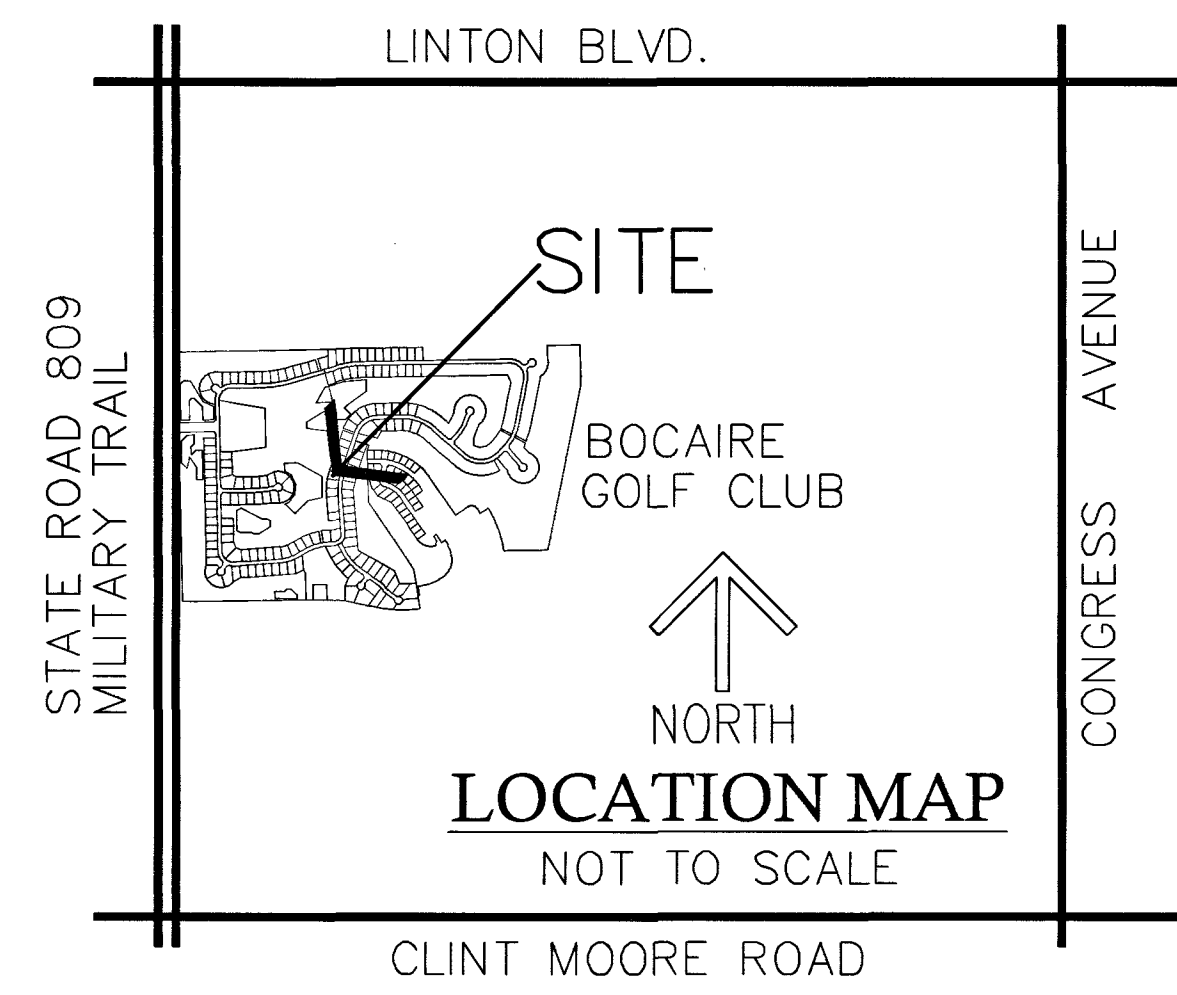 LINTON BLVD.
SITE
STATE ROAD 809
MILITARY TRAIL
BOCAIRE
GOLF CLUB
CONGRESS AVENUE
NORTH
LOCATION MAP
NOT TO SCALE
CLINT MOORE ROAD